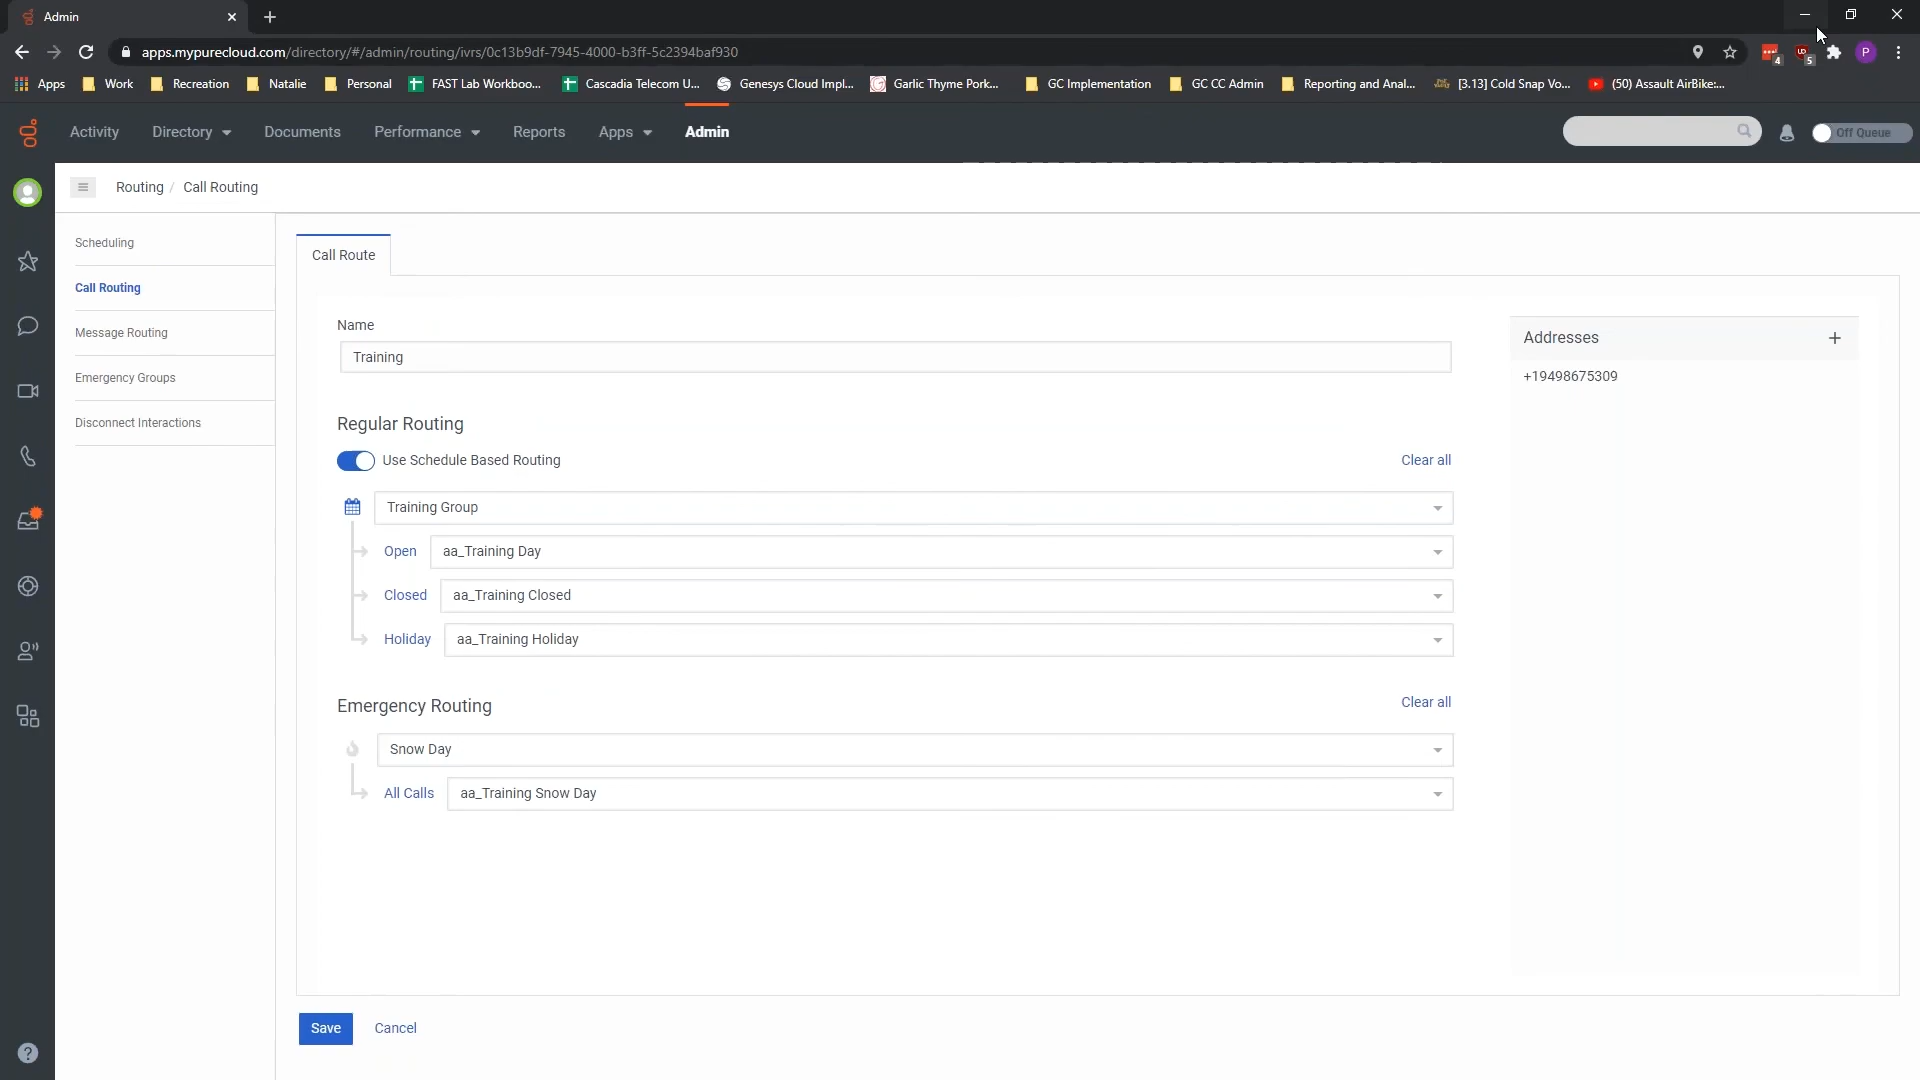 Admin
apps.mypurecloud.com/directory/#/admin/routing/ivrs/0c13b9df-7945-4000-b3ff-5c2394baf930
4
5
P
Apps Work Recreation Natalie Personal FAST Lab Workboo... Cascadia Telecom U... Genesys Cloud Impl... Garlic Thyme Pork... GC Implementation GC CC Admin Reporting and Anal... [3.13] Cold Snap Vo... (50) Assault AirBike:...
Activity Directory Documents Performance Reports Apps Admin Off Queue
Routing / Call Routing
Scheduling
Call Routing
Message Routing
Emergency Groups
Disconnect Interactions
Call Route
Name
Training
Regular Routing
Use Schedule Based Routing Clear all
Training Group
Open aa_Training Day
Closed aa_Training Closed
Holiday aa_Training Holiday
Emergency Routing Clear all
Snow Day
All Calls aa_Training Snow Day
Addresses +
+19498675309
Save Cancel
?